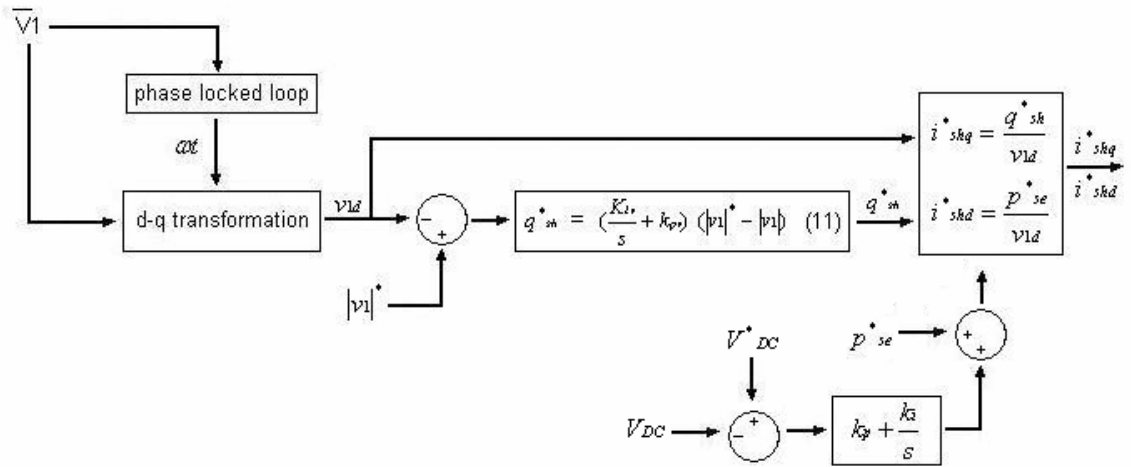 V̅1
phase locked loop
ωt
d-q transformation
v1d
−
+
|v1|*
q*sh = (Kiv/s + kpv) (|v1|* − |v1|) (11)
q*sh
i*shq = q*sh/v1d
i*shd = p*se/v1d
i*shq
i*shd
p*se
+
+
V*DC
VDC
−
+
kp + ki/s